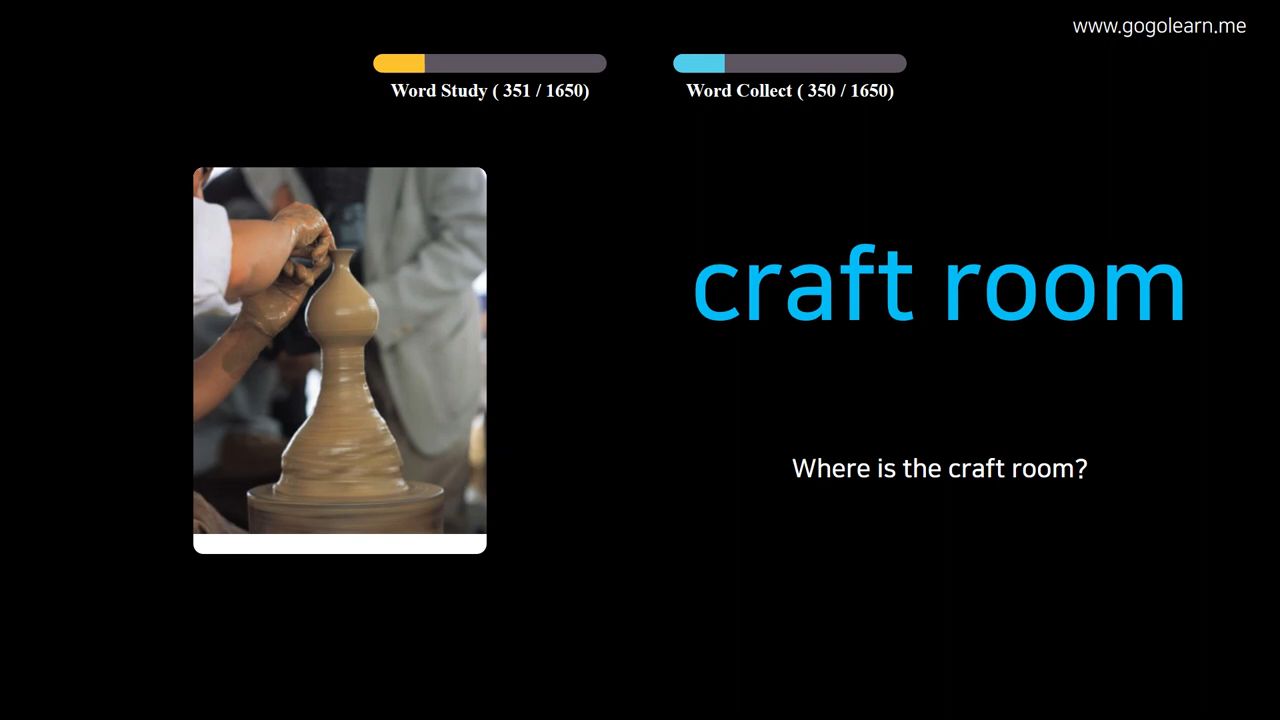 www.gogolearn.me
Word Study ( 351 / 1650)
Word Collect ( 350 / 1650)
craft room
Where is the craft room?